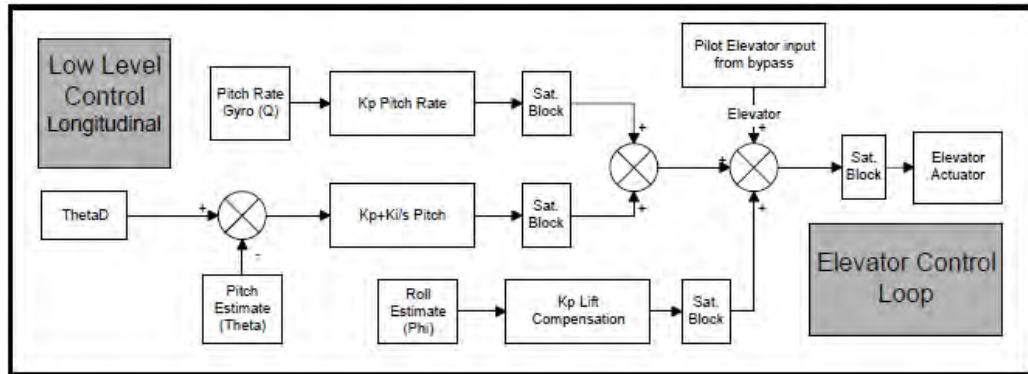 Low Level
Control
Longitudinal
Pitch Rate
Gyro (Q)
Kp Pitch Rate
Sat.
Block
Pilot Elevator input
from bypass
Elevator
+
+
+
+
+
Sat.
Block
Elevator
Actuator
ThetaD
+
-
Kp+Ki/s Pitch
Sat.
Block
Pitch
Estimate
(Theta)
Roll
Estimate
(Phi)
Kp Lift
Compensation
Sat.
Block
Elevator Control
Loop